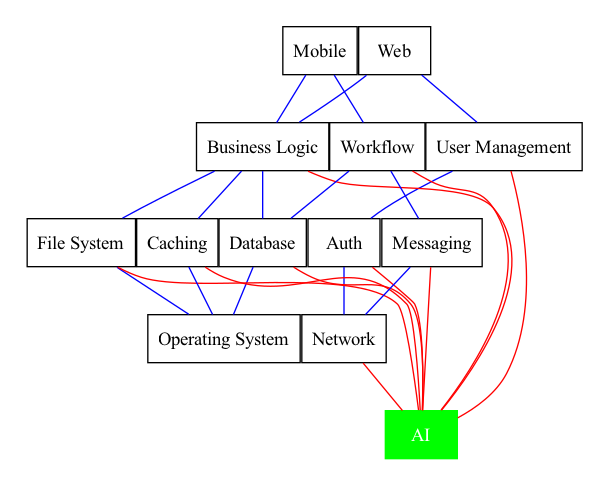 Mobile Web
Business Logic Workflow User Management
File System Caching Database Auth Messaging
Operating System Network
AI